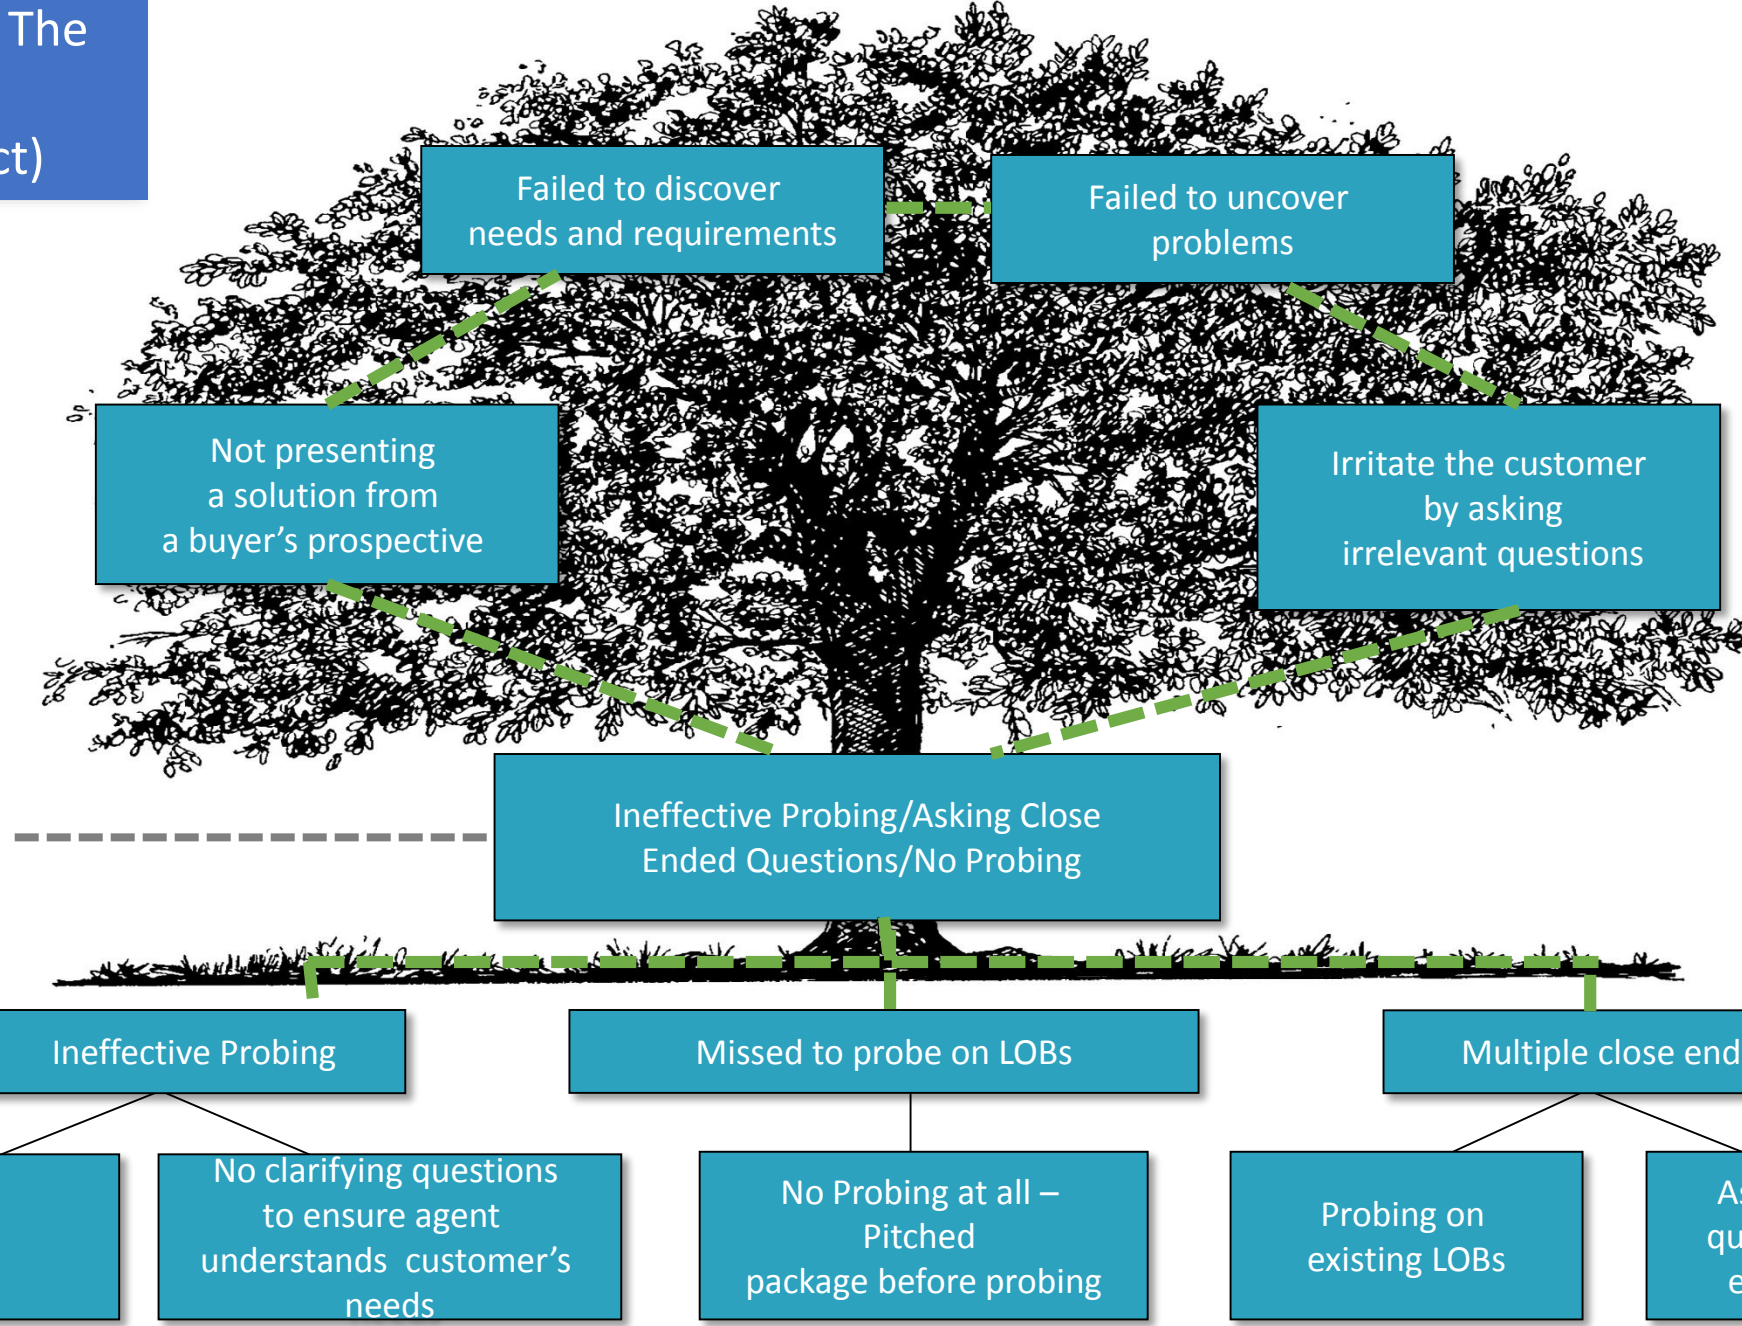 The
ct)
Failed to discover
needs and requirements
Failed to uncover
problems
Not presenting
a solution from
a buyer’s prospective
Irritate the customer
by asking
irrelevant questions
Ineffective Probing/Asking Close
Ended Questions/No Probing
Ineffective Probing
Missed to probe on LOBs
Multiple close end
No clarifying questions
to ensure agent
understands  customer’s
needs
No Probing at all –
Pitched
package before probing
Probing on
existing LOBs